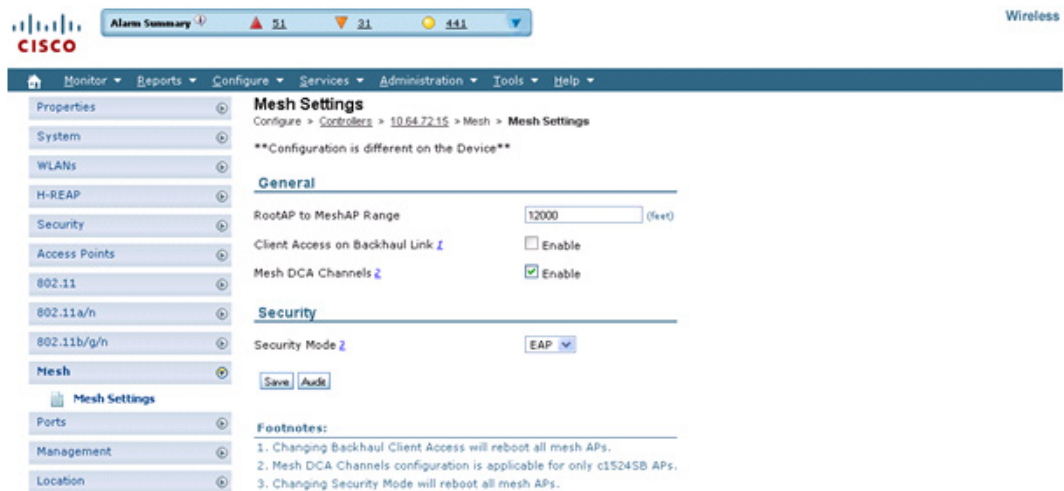 Wireless
CISCO
Alarm Summary 51 31 441
Monitor Reports Configure Services Administration Tools Help
Properties
System
WLANs
H-REAP
Security
Access Points
802.11
802.11a/n
802.11b/g/n
Mesh
Mesh Settings
Ports
Management
Location
Mesh Settings
Configure > Controllers > 10.64.72.15 > Mesh > Mesh Settings
**Configuration is different on the Device**
General
RootAP to MeshAP Range 12000 (feet)
Client Access on Backhaul Link 1 Enable
Mesh DCA Channels 2 Enable
Security
Security Mode 2 EAP
Save Audit
Footnotes:
1. Changing Backhaul Client Access will reboot all mesh APs.
2. Mesh DCA Channels configuration is applicable for only c1524SB APs.
3. Changing Security Mode will reboot all mesh APs.